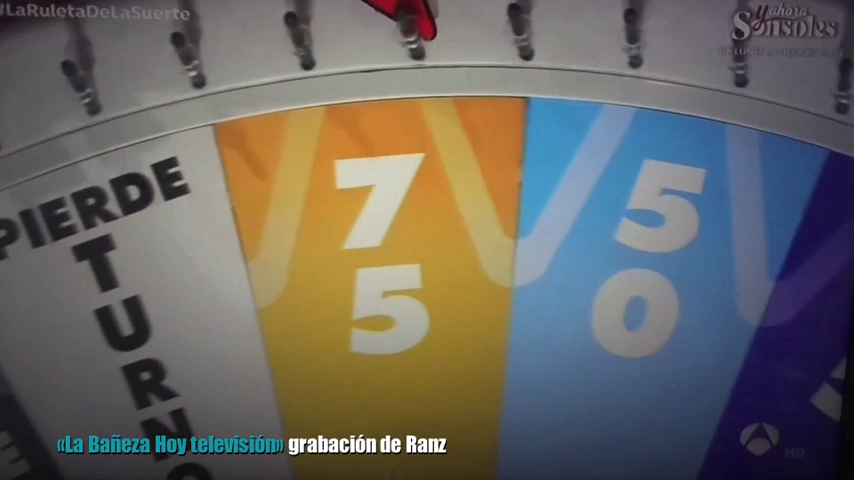 #LaRuletaDeLaSuerte
y ahora
Sonsoles
PIERDE
TURNO
75
50
HD
«La Bañeza Hoy televisión» grabación de Ranz